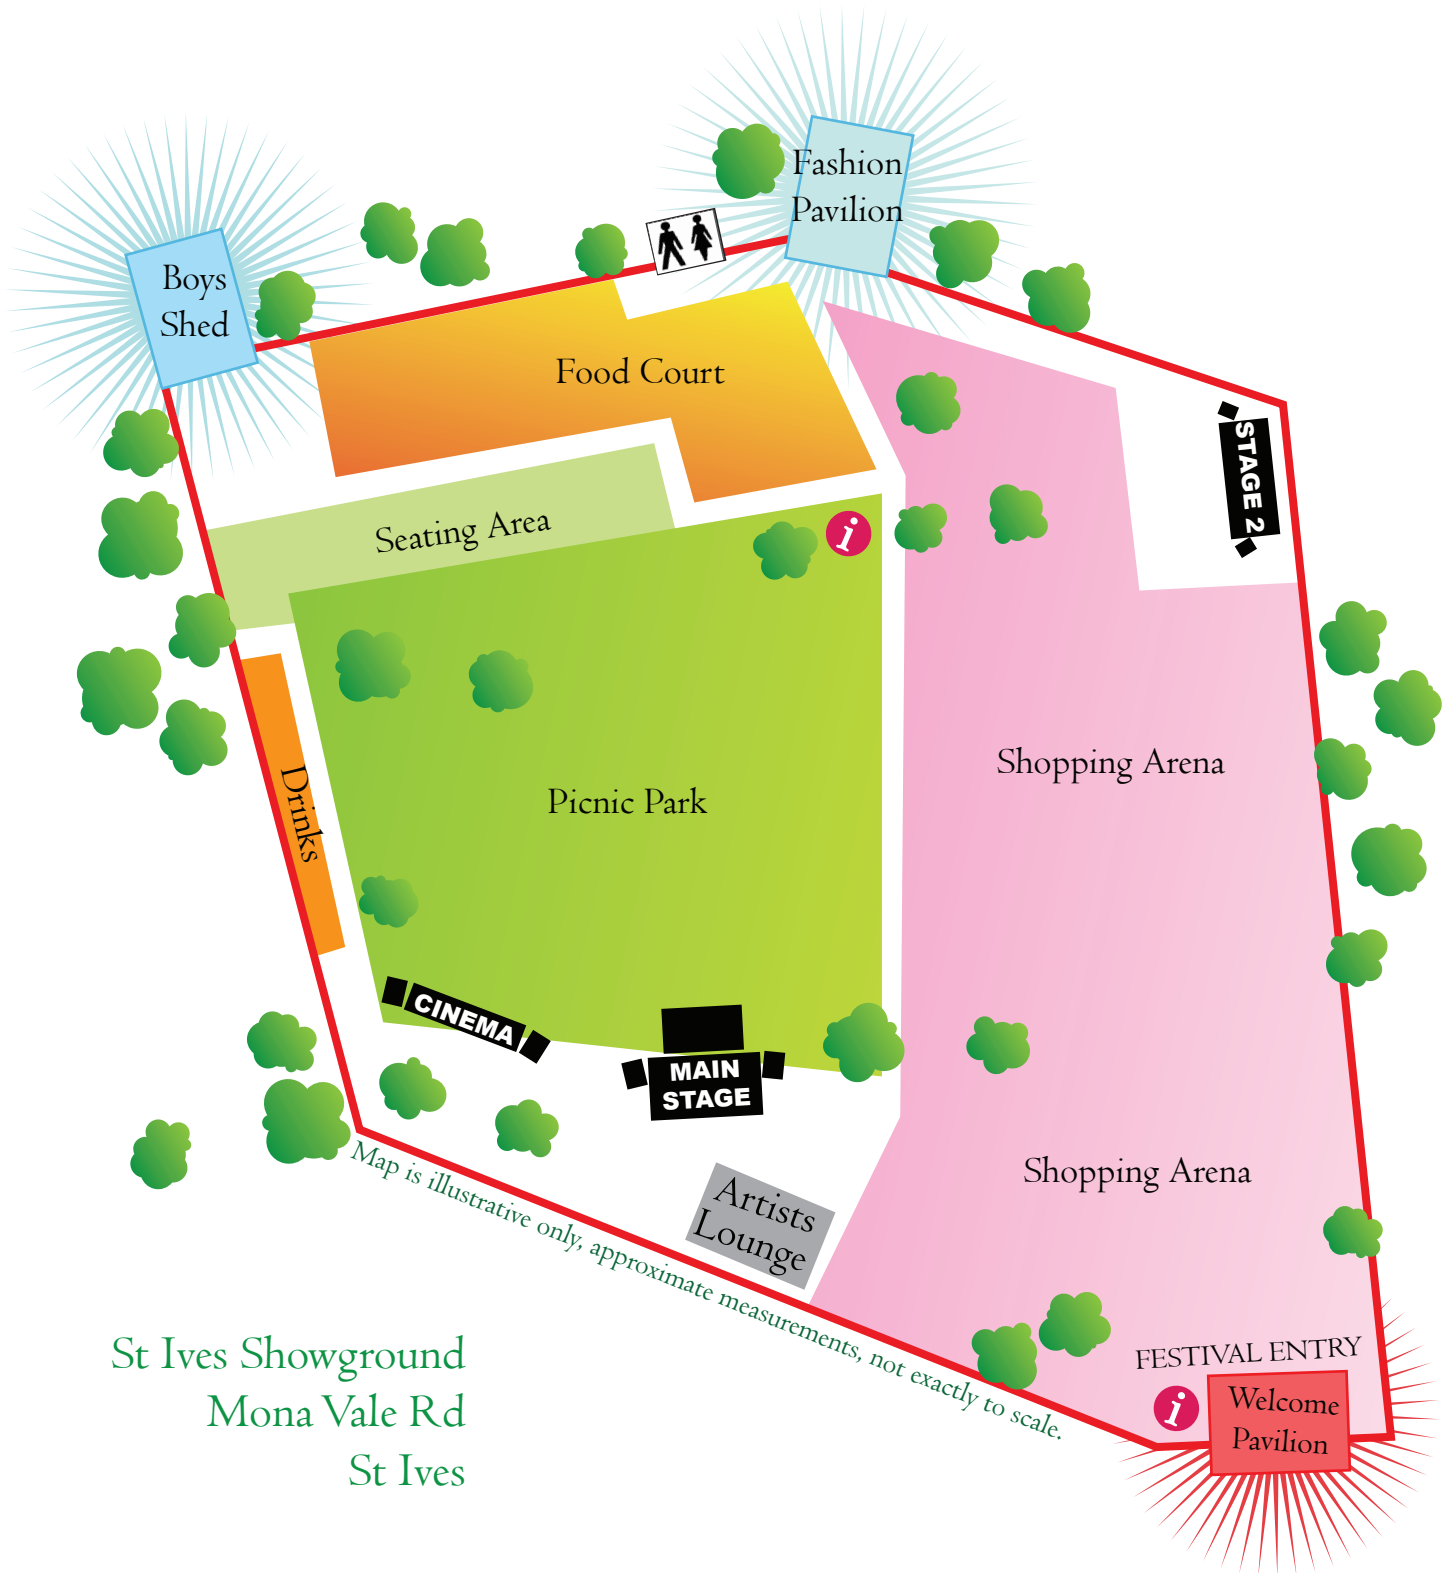 Fashion
Pavilion
Boys
Shed
Food Court
STAGE 2
Seating Area
i
Shopping Arena
Picnic Park
Drinks
CINEMA
MAIN
STAGE
Shopping Arena
Artists
Lounge
Map is illustrative only, approximate measurements, not exactly to scale.
FESTIVAL ENTRY
i
Welcome
Pavilion
St Ives Showground
Mona Vale Rd
St Ives